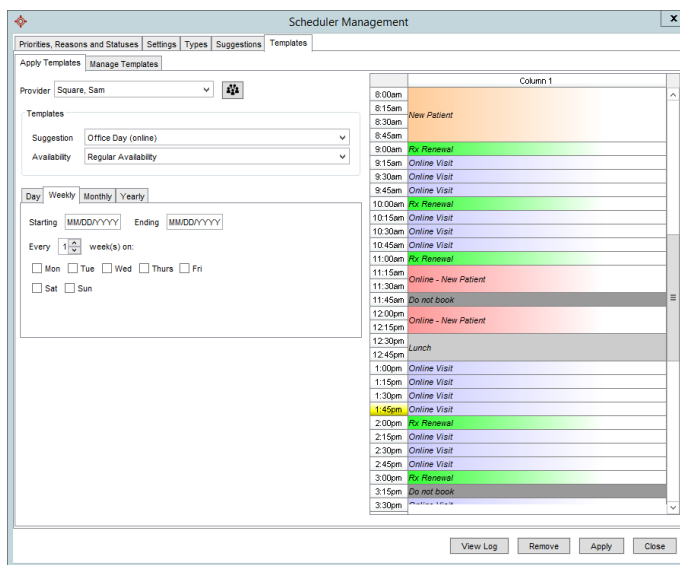 Scheduler Management
x
Priorities, Reasons and Statuses Settings Types Suggestions Templates
Apply Templates Manage Templates
Provider Square, Sam
Templates
Suggestion Office Day (online)
Availability Regular Availability
Day Weekly Monthly Yearly
Starting MM/DD/YYYY Ending MM/DD/YYYY
Every 1 week(s) on:
Mon Tue Wed Thurs Fri
Sat Sun
Column 1
8:00am
8:15am
New Patient
8:30am
8:45am
9:00am Rx Renewal
9:15am Online Visit
9:30am Online Visit
9:45am Online Visit
10:00am Rx Renewal
10:15am Online Visit
10:30am Online Visit
10:45am Online Visit
11:00am Rx Renewal
11:15am
Online - New Patient
11:30am
11:45am Do not book
12:00pm
Online - New Patient
12:15pm
12:30pm
Lunch
12:45pm
1:00pm Online Visit
1:15pm Online Visit
1:30pm Online Visit
1:45pm Online Visit
2:00pm Rx Renewal
2:15pm Online Visit
2:30pm Online Visit
2:45pm Online Visit
3:00pm Rx Renewal
3:15pm Do not book
3:30pm Online Visit
View Log Remove Apply Close